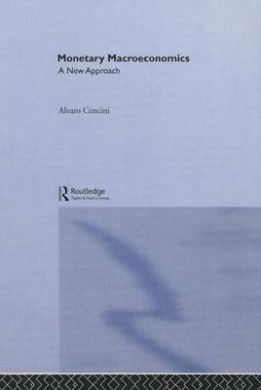 Monetary Macroeconomics
A New Approach
Alvaro Cencini
Routledge
Taylor & Francis Group